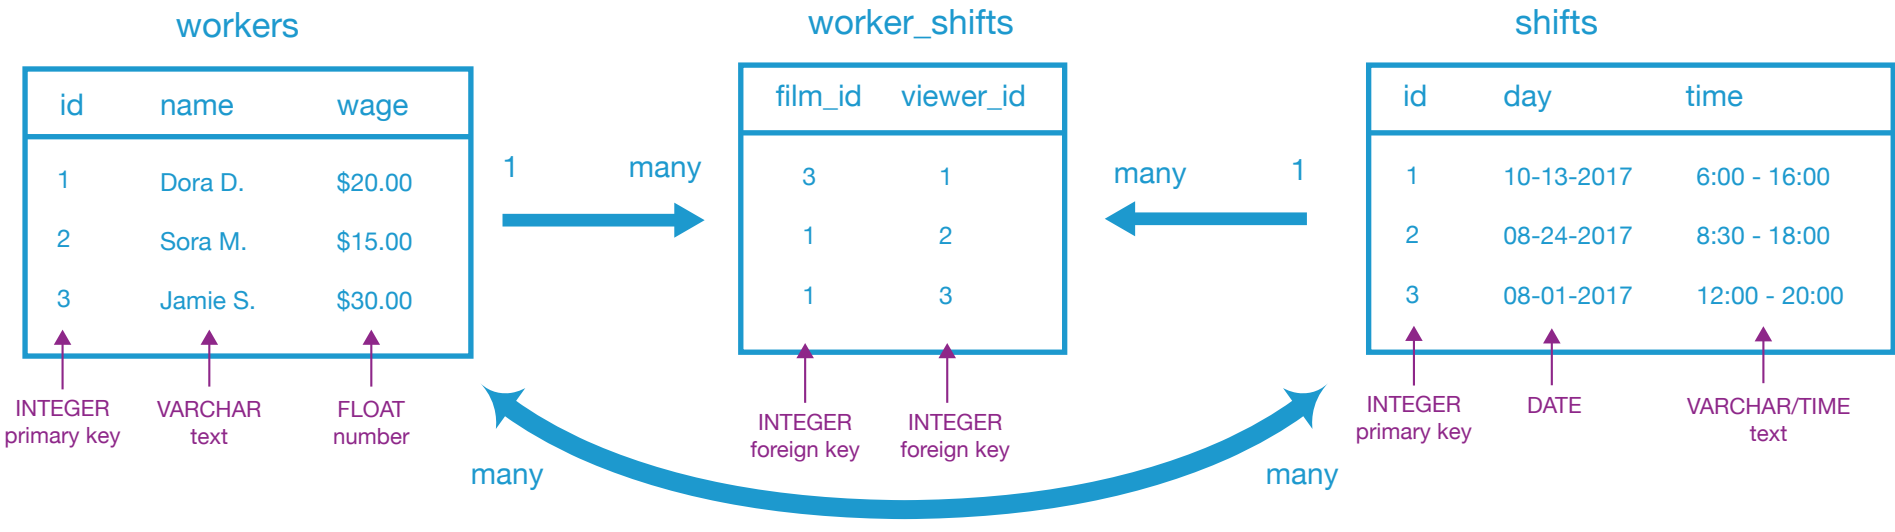 workers
id name wage
1 Dora D. $20.00
2 Sora M. $15.00
3 Jamie S. $30.00
INTEGER
primary key
VARCHAR
text
FLOAT
number
1 many
worker_shifts
film_id viewer_id
3 1
1 2
1 3
INTEGER
foreign key
INTEGER
foreign key
many 1
shifts
id day time
1 10-13-2017 6:00 - 16:00
2 08-24-2017 8:30 - 18:00
3 08-01-2017 12:00 - 20:00
INTEGER
primary key
DATE
VARCHAR/TIME
text
many
many